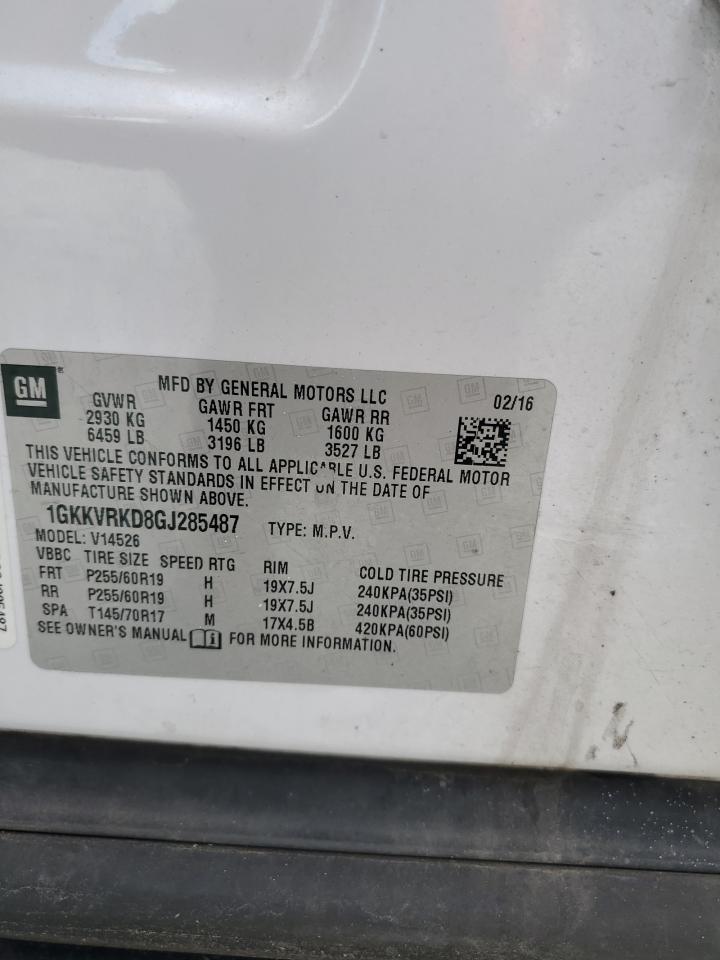 GM ®
MFD BY GENERAL MOTORS LLC 02/16
GVWR GAWR FRT GAWR RR
2930 KG 1450 KG 1600 KG
6459 LB 3196 LB 3527 LB
THIS VEHICLE CONFORMS TO ALL APPLICABLE U.S. FEDERAL MOTOR
VEHICLE SAFETY STANDARDS IN EFFECT ON THE DATE OF
MANUFACTURE SHOWN ABOVE.
1GKKVRKD8GJ285487 TYPE: M.P.V.
MODEL: V14526
VBBC TIRE SIZE SPEED RTG RIM COLD TIRE PRESSURE
FRT P255/60R19 H 19X7.5J 240KPA(35PSI)
RR P255/60R19 H 19X7.5J 240KPA(35PSI)
SPA T145/70R17 M 17X4.5B 420KPA(60PSI)
SEE OWNER'S MANUAL FOR MORE INFORMATION.